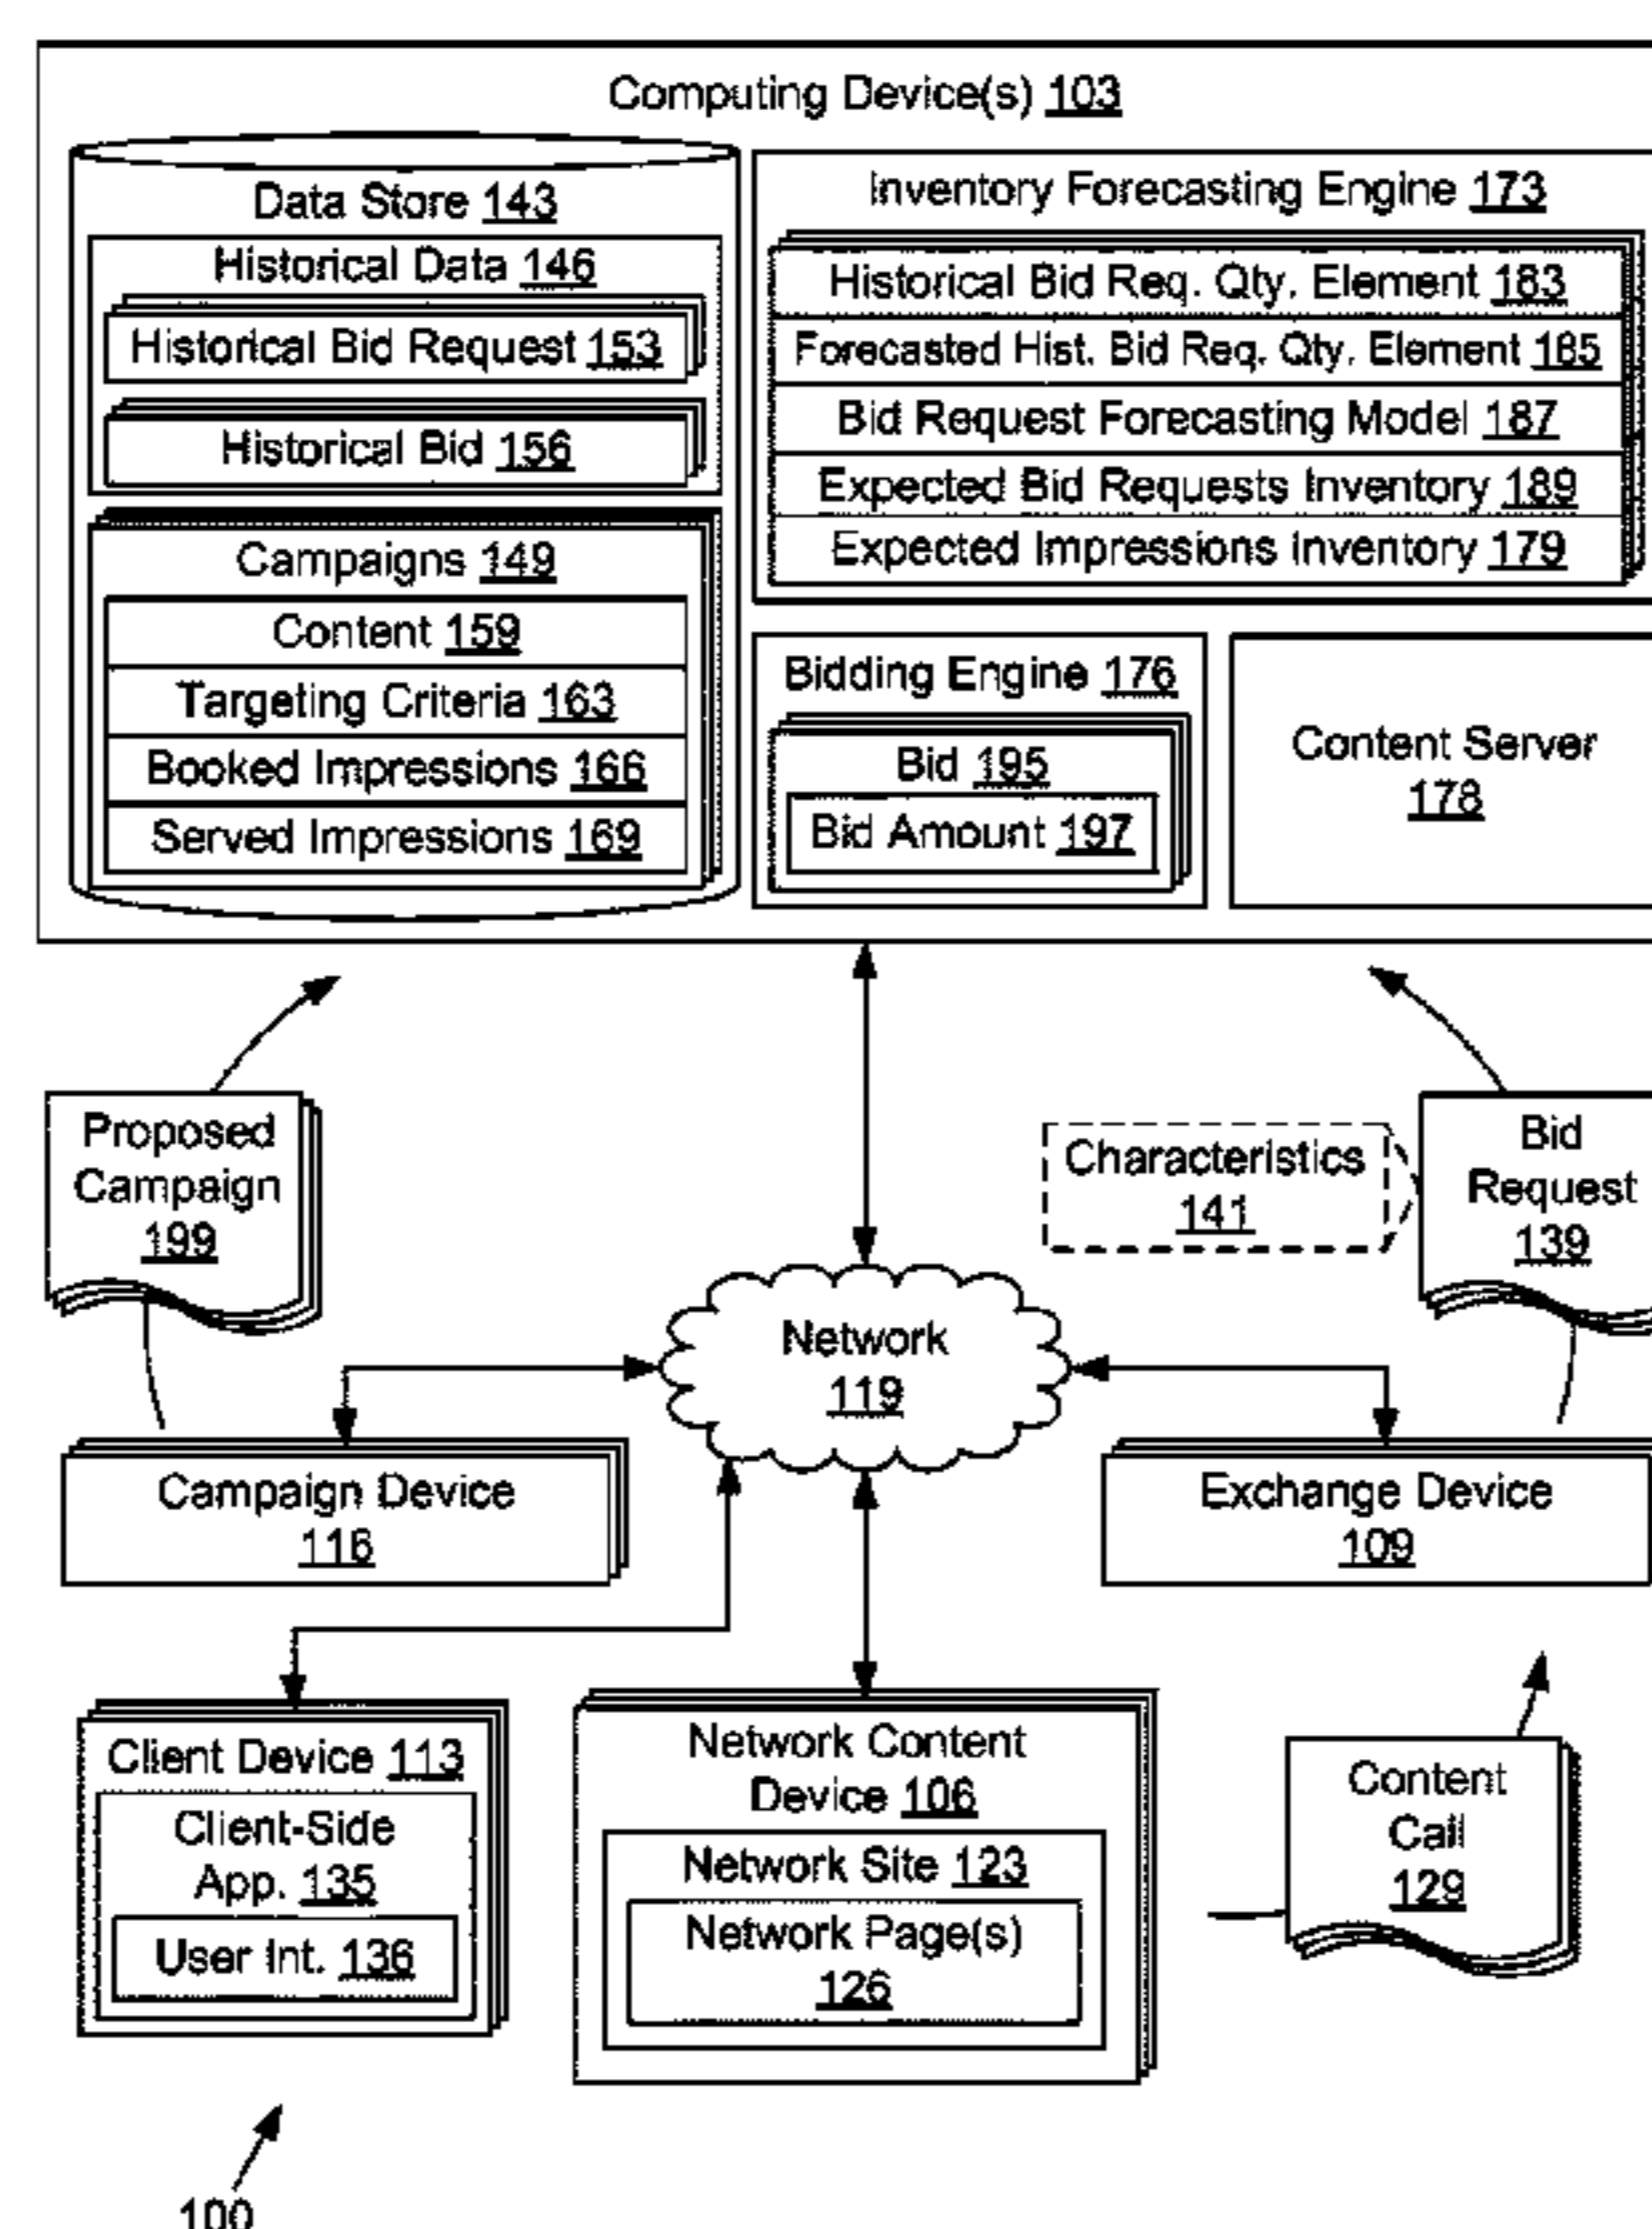 Computing Device(s) 103
Data Store 143
Historical Data 146
Historical Bid Request 153
Historical Bid 156
Campaigns 149
Content 159
Targeting Criteria 163
Booked Impressions 166
Served Impressions 169
Inventory Forecasting Engine 173
Historical Bid Req. Qty. Element 183
Forecasted Hist. Bid Req. Qty. Element 185
Bid Request Forecasting Model 187
Expected Bid Requests Inventory 189
Expected Impressions Inventory 179
Bidding Engine 176
Bid 195
Bid Amount 197
Content Server
178
Proposed
Campaign
199
Characteristics
141
Bid
Request
139
Network
119
Campaign Device
116
Exchange Device
109
Client Device 113
Client-Side
App. 135
User Int. 136
Network Content
Device 106
Network Site 123
Network Page(s)
126
Content
Call
129
100